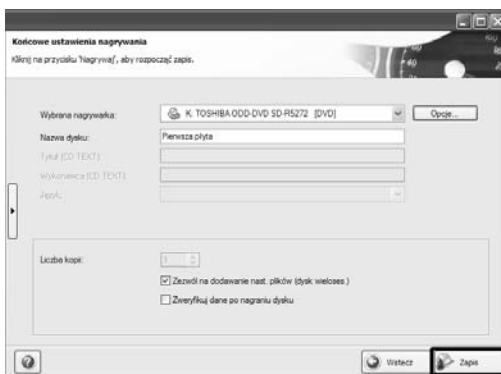 Końcowe ustawienia nagrywania
Kliknij na przycisku 'Nagrywaj', aby rozpocząć zapis.
Wybrana nagrywarka:
K: TOSHIBA ODD-DVD SD-R5272 [DVD]
Opcje...
Nazwa dysku:
Pierwsza płyta
Tytuł (CD TEXT):
Wykonawca (CD TEXT):
Język:
Liczba kopii:
1
Zezwól na dodawanie nast. plików (dysk wieloses.)
Zweryfikuj dane po nagraniu dysku
Wstecz
Zapis